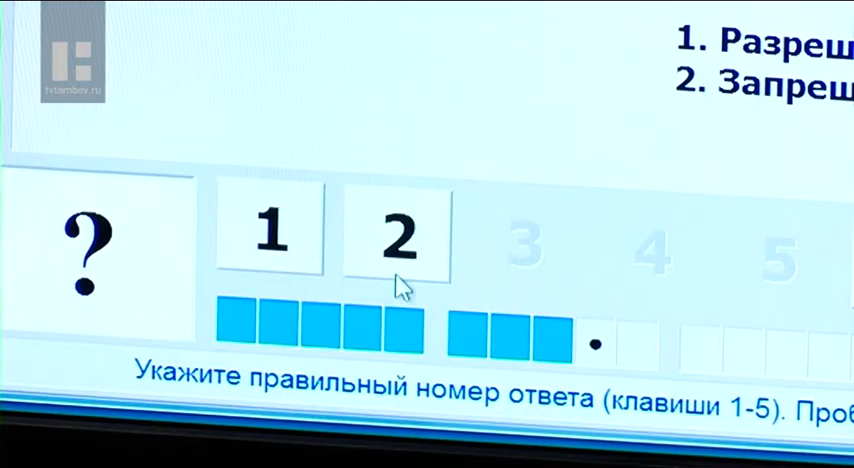 tvtambov.ru
1. Разреш
2. Запрещ
? 1 2 3 4 5
Укажите правильный номер ответа (клавиши 1-5). Проб